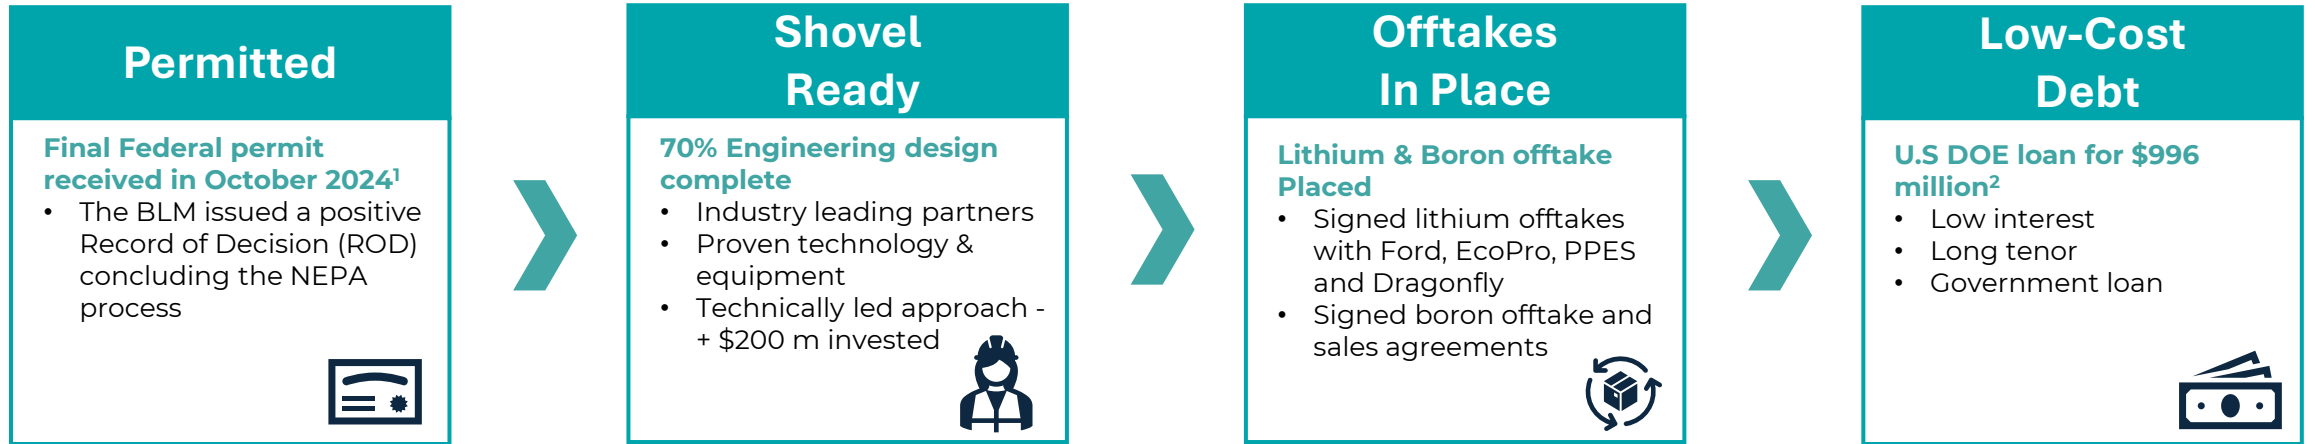 Permitted
Final Federal permit
received in October 2024¹
• The BLM issued a positive
Record of Decision (ROD)
concluding the NEPA
process
Shovel
Ready
70% Engineering design
complete
• Industry leading partners
• Proven technology &
equipment
• Technically led approach -
+ $200 m invested
Offtakes
In Place
Lithium & Boron offtake
Placed
• Signed lithium offtakes
with Ford, EcoPro, PPES
and Dragonfly
• Signed boron offtake and
sales agreements
Low-Cost
Debt
U.S DOE loan for $996
million²
• Low interest
• Long tenor
• Government loan